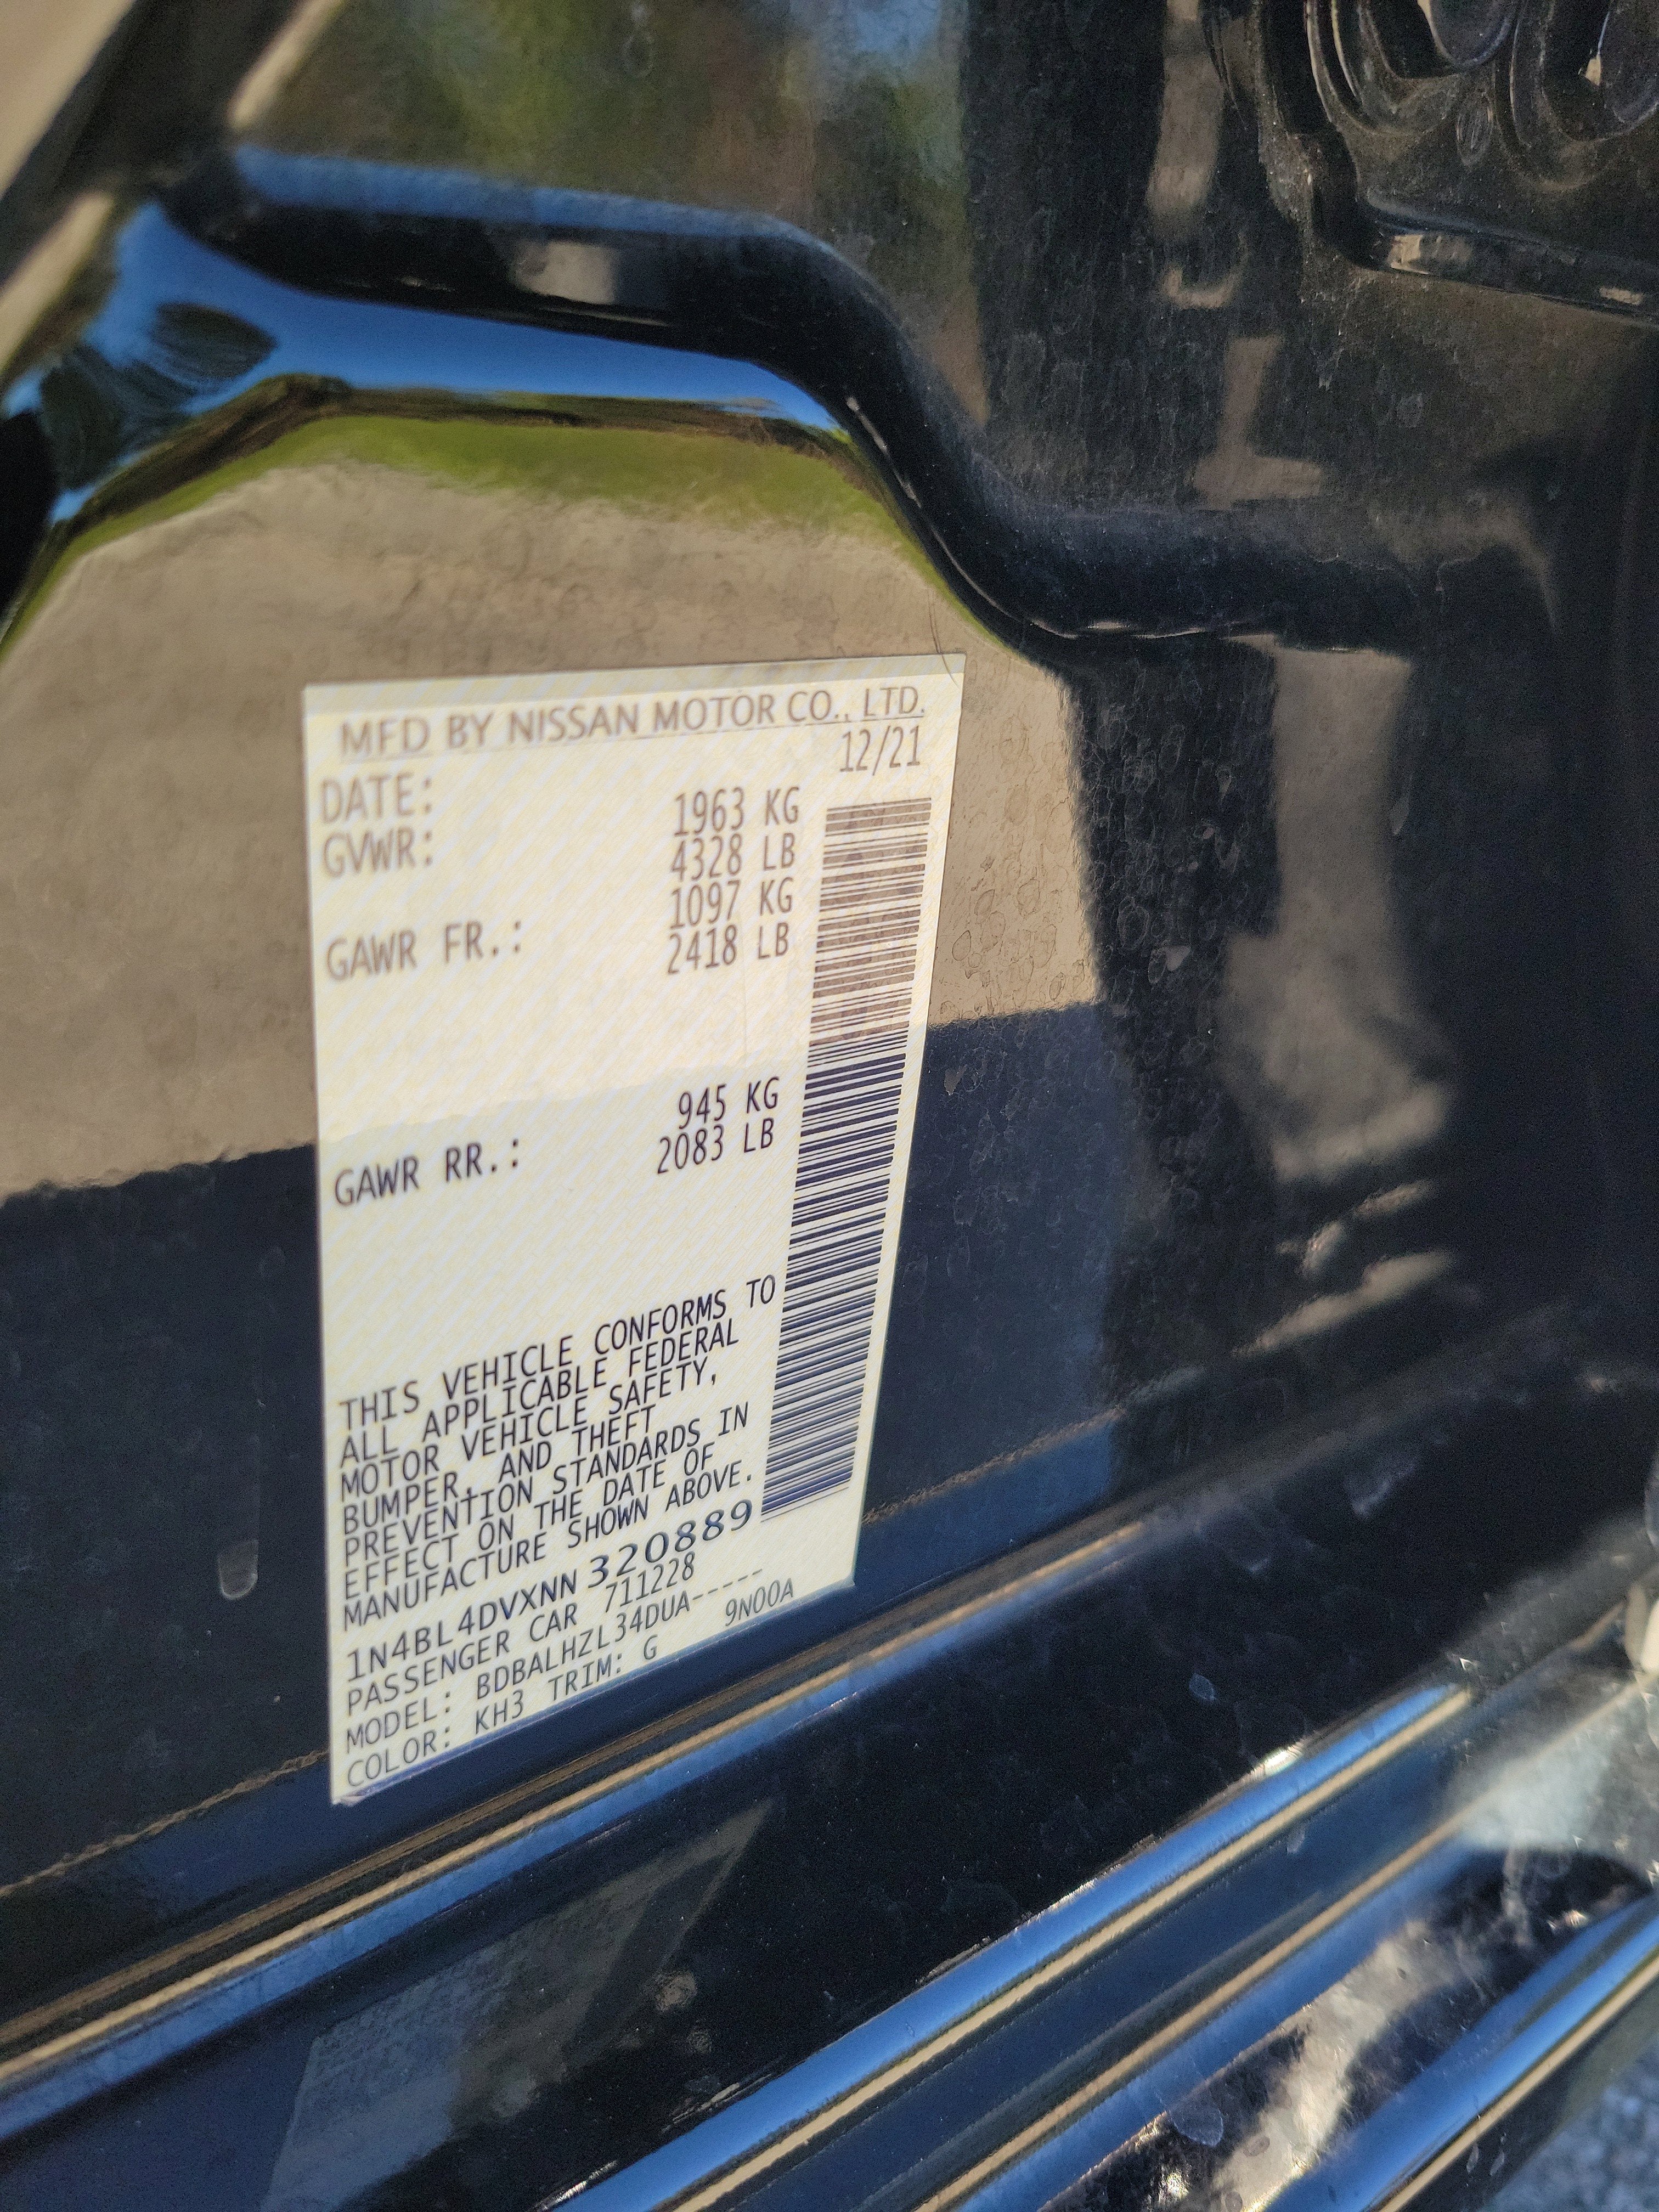 MFD BY NISSAN MOTOR CO., LTD.
DATE: 12/21
GVWR: 1963 KG
4328 LB
GAWR FR.: 1097 KG
2418 LB
GAWR RR.: 945 KG
2083 LB
THIS VEHICLE CONFORMS TO
ALL APPLICABLE FEDERAL
MOTOR VEHICLE SAFETY,
BUMPER, AND THEFT
PREVENTION STANDARDS IN
EFFECT ON THE DATE OF
MANUFACTURE SHOWN ABOVE.
1N4BL4DVXNN320889
PASSENGER CAR 711228
MODEL: BDBALHZL34DUA-----
COLOR: KH3 TRIM: G 9N00A